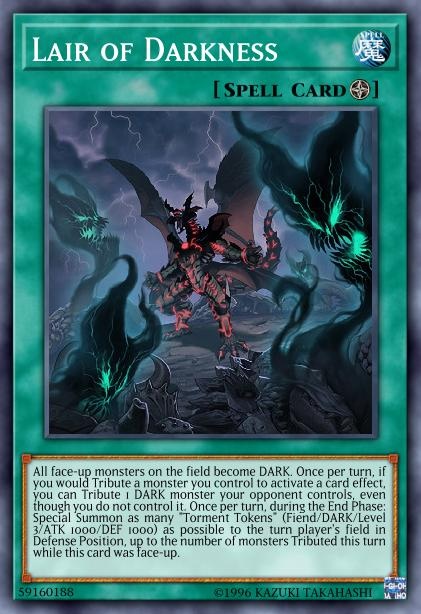 LAIR OF DARKNESS
SPELL
魔
[SPELL CARD]
All face-up monsters on the field become DARK. Once per turn, if
you would Tribute a monster you control to activate a card effect,
you can Tribute 1 DARK monster your opponent controls, even
though you do not control it. Once per turn, during the End Phase:
Special Summon as many "Torment Tokens" (Fiend/DARK/Level
3/ATK 1000/DEF 1000) as possible to the turn player's field in
Defense Position, up to the number of monsters Tributed this turn
while this card was face-up.
59160188
©1996 KAZUKI TAKAHASHI